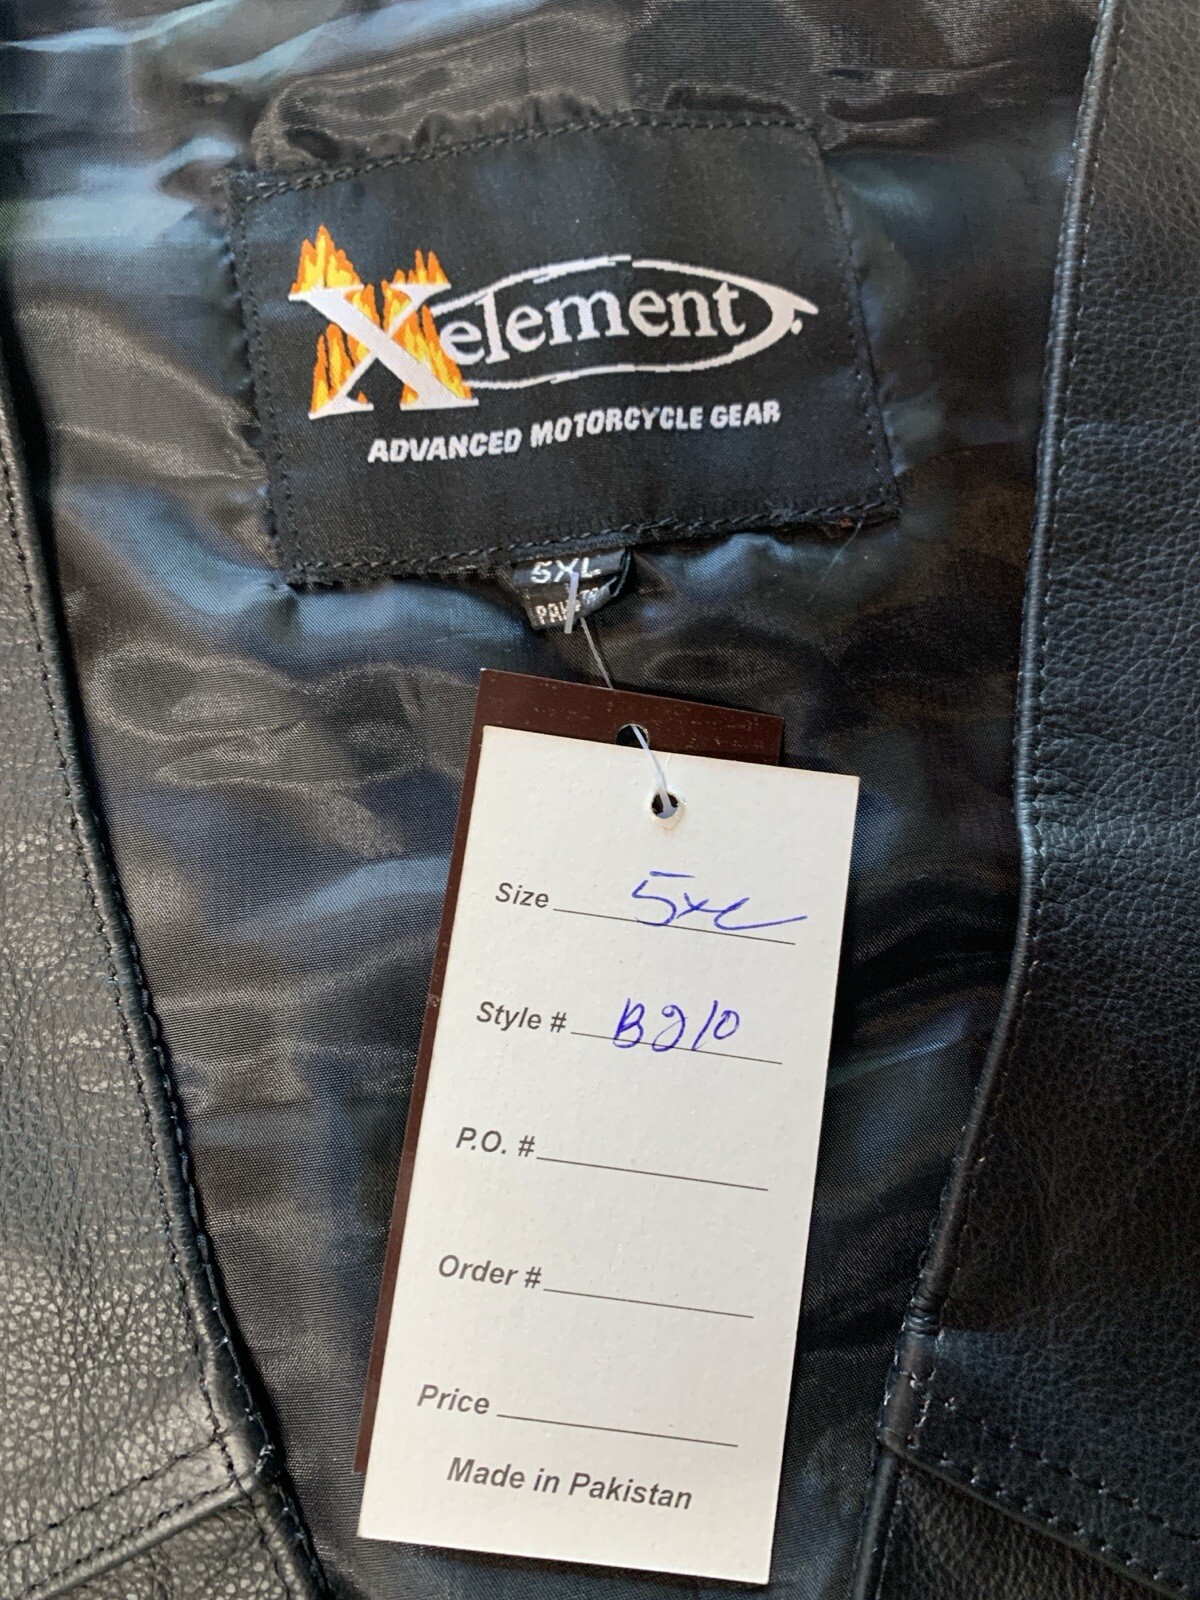 Xelement
ADVANCED MOTORCYCLE GEAR
5XL
Size 5XL
Style # B210
P.O. #
Order #
Price
Made in Pakistan